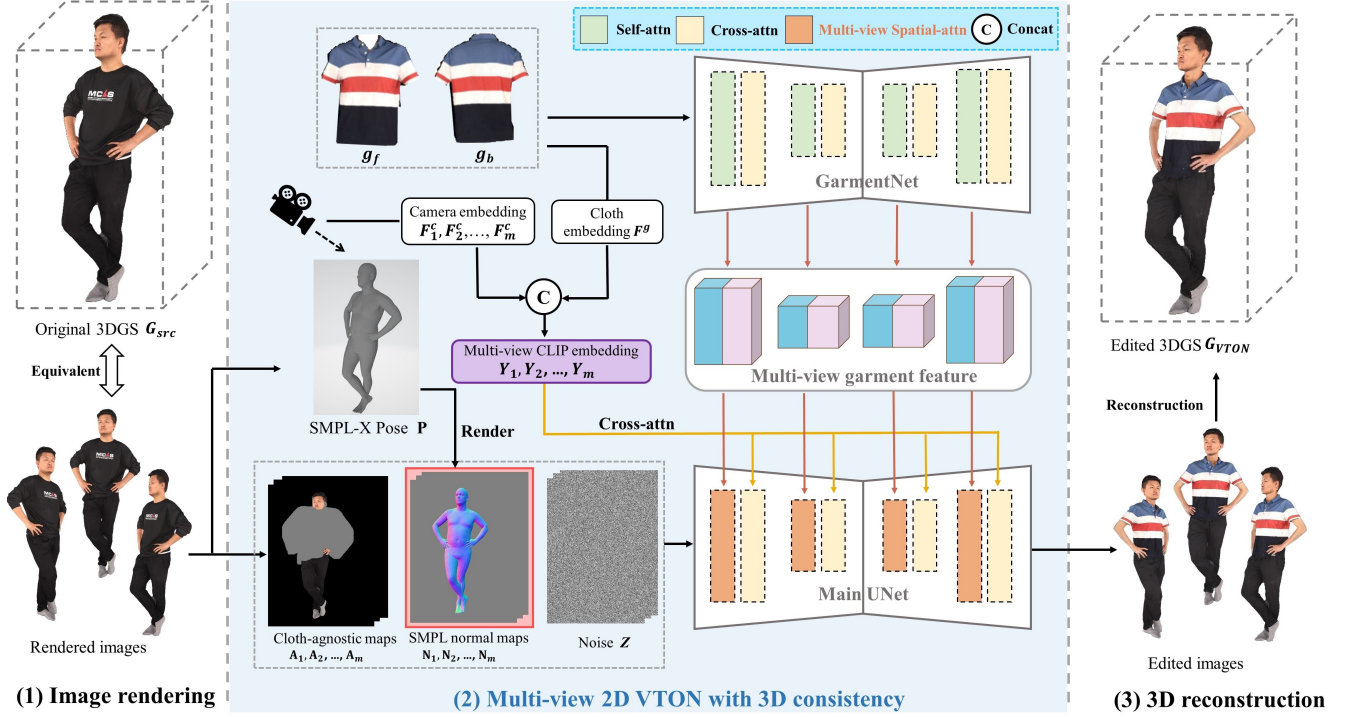 Self-attn
Cross-attn
Multi-view Spatial-attn
C
Concat
MCiS
g_f
g_b
GarmentNet
Camera embedding
F^c_1, F^c_2, ..., F^c_m
Cloth
embedding F^g
C
Original 3DGS G_src
Equivalent
Multi-view CLIP embedding
Y_1, Y_2, ..., Y_m
Multi-view garment feature
Edited 3DGS G_VTON
SMPL-X Pose P
Render
Cross-attn
Reconstruction
MCiS
MCiS
MCiS
Main UNet
Rendered images
Cloth-agnostic maps
A_1, A_2, ..., A_m
SMPL normal maps
N_1, N_2, ..., N_m
Noise Z
Edited images
(1) Image rendering
(2) Multi-view 2D VTON with 3D consistency
(3) 3D reconstruction